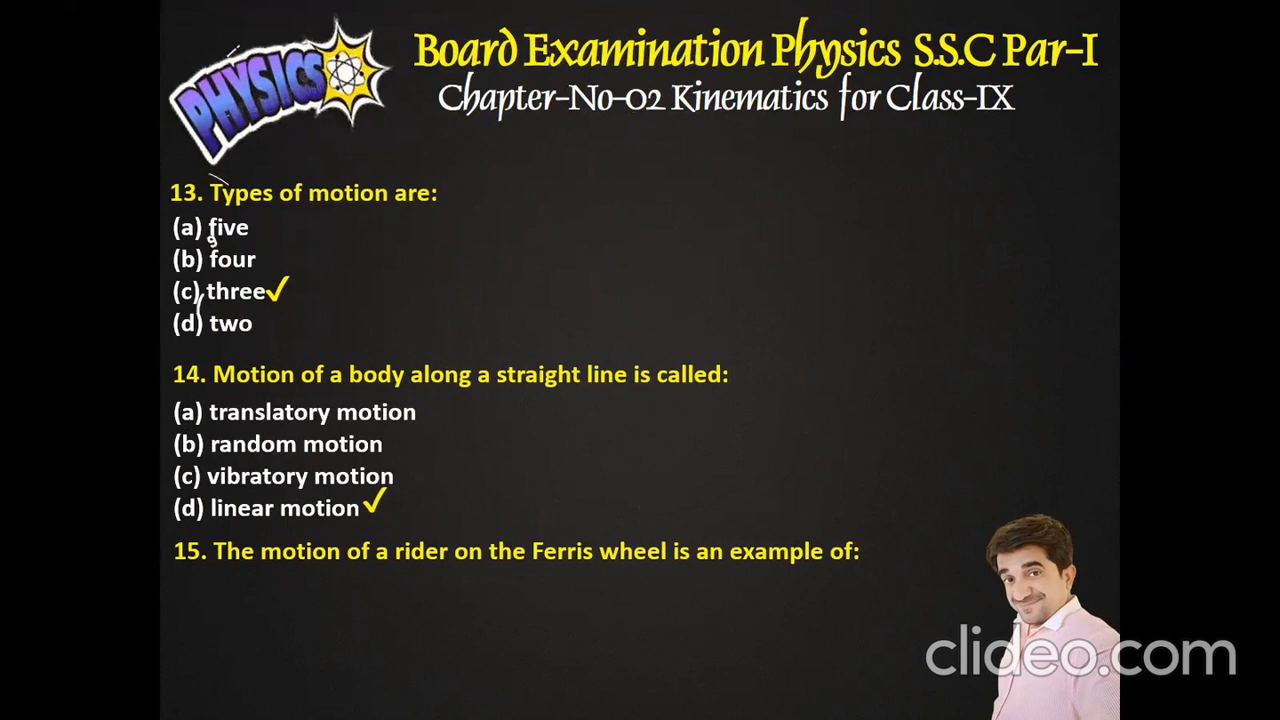 PHYSICS
Board Examination Physics S.S.C Par-I
Chapter-No-02 Kinematics for Class-IX
13. Types of motion are:
(a) five
(b) four
(c) three✓
(d) two
14. Motion of a body along a straight line is called:
(a) translatory motion
(b) random motion
(c) vibratory motion
(d) linear motion✓
15. The motion of a rider on the Ferris wheel is an example of:
clideo.com